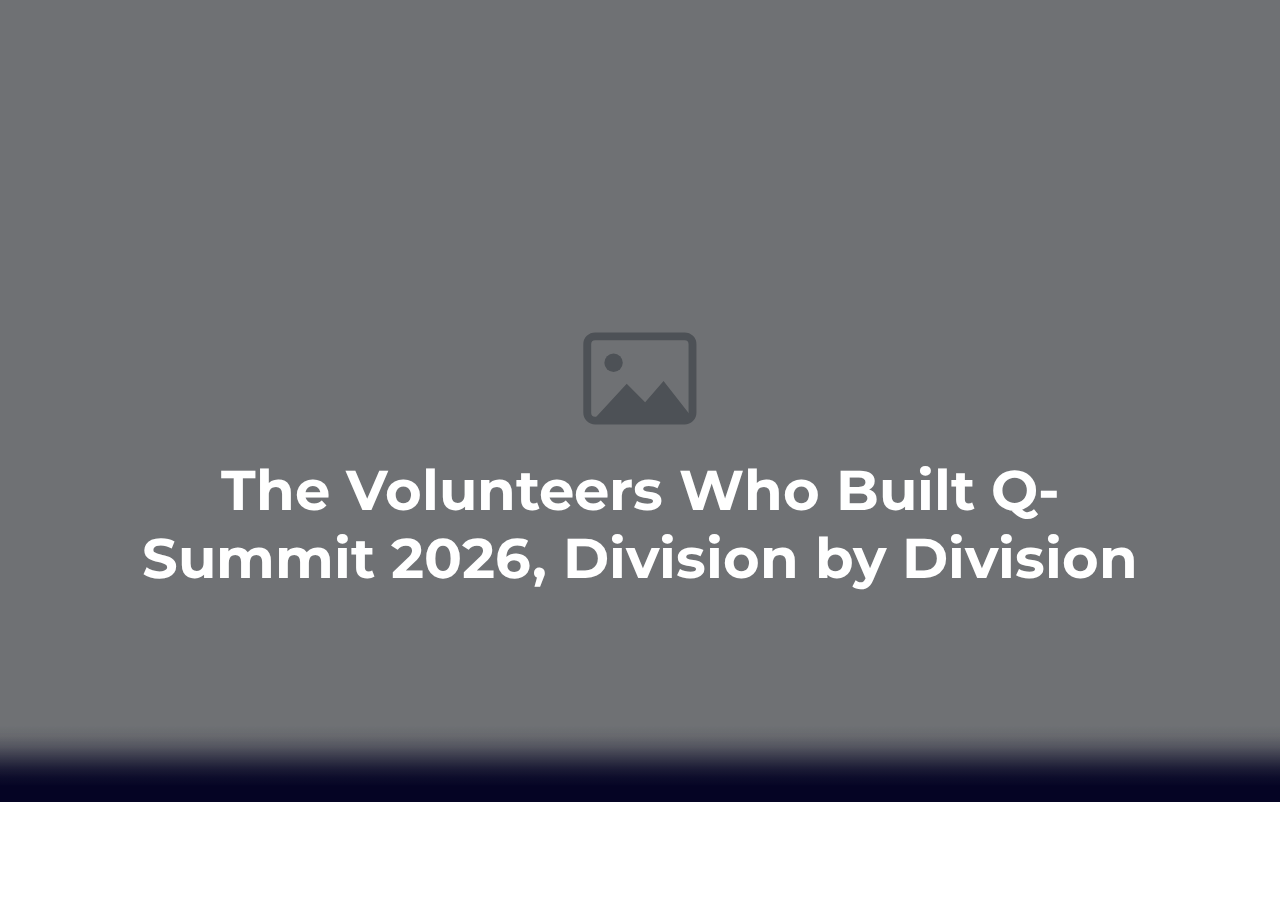 The Volunteers Who Built Q-
Summit 2026, Division by Division